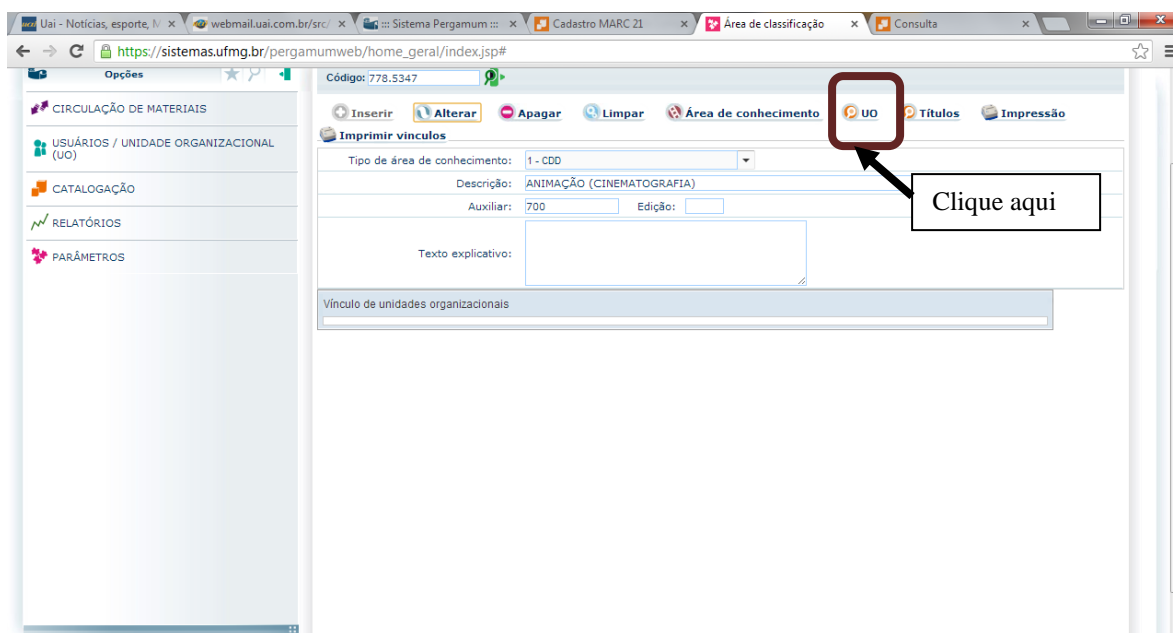 Uai - Notícias, esporte, M
webmail.uai.com.br/src/
::: Sistema Pergamum :::
Cadastro MARC 21
Área de classificação
Consulta
https://sistemas.ufmg.br/pergamumweb/home_geral/index.jsp#
Opções
CIRCULAÇÃO DE MATERIAIS
USUÁRIOS / UNIDADE ORGANIZACIONAL
(UO)
CATALOGAÇÃO
RELATÓRIOS
PARÂMETROS
Código: 778.5347
Inserir Alterar Apagar Limpar Área de conhecimento UO Títulos Impressão
Imprimir vinculos
Tipo de área de conhecimento: 1 - CDD
Descrição: ANIMAÇÃO (CINEMATOGRAFIA)
Auxiliar: 700 Edição:
Texto explicativo:
Clique aqui
Vínculo de unidades organizacionais